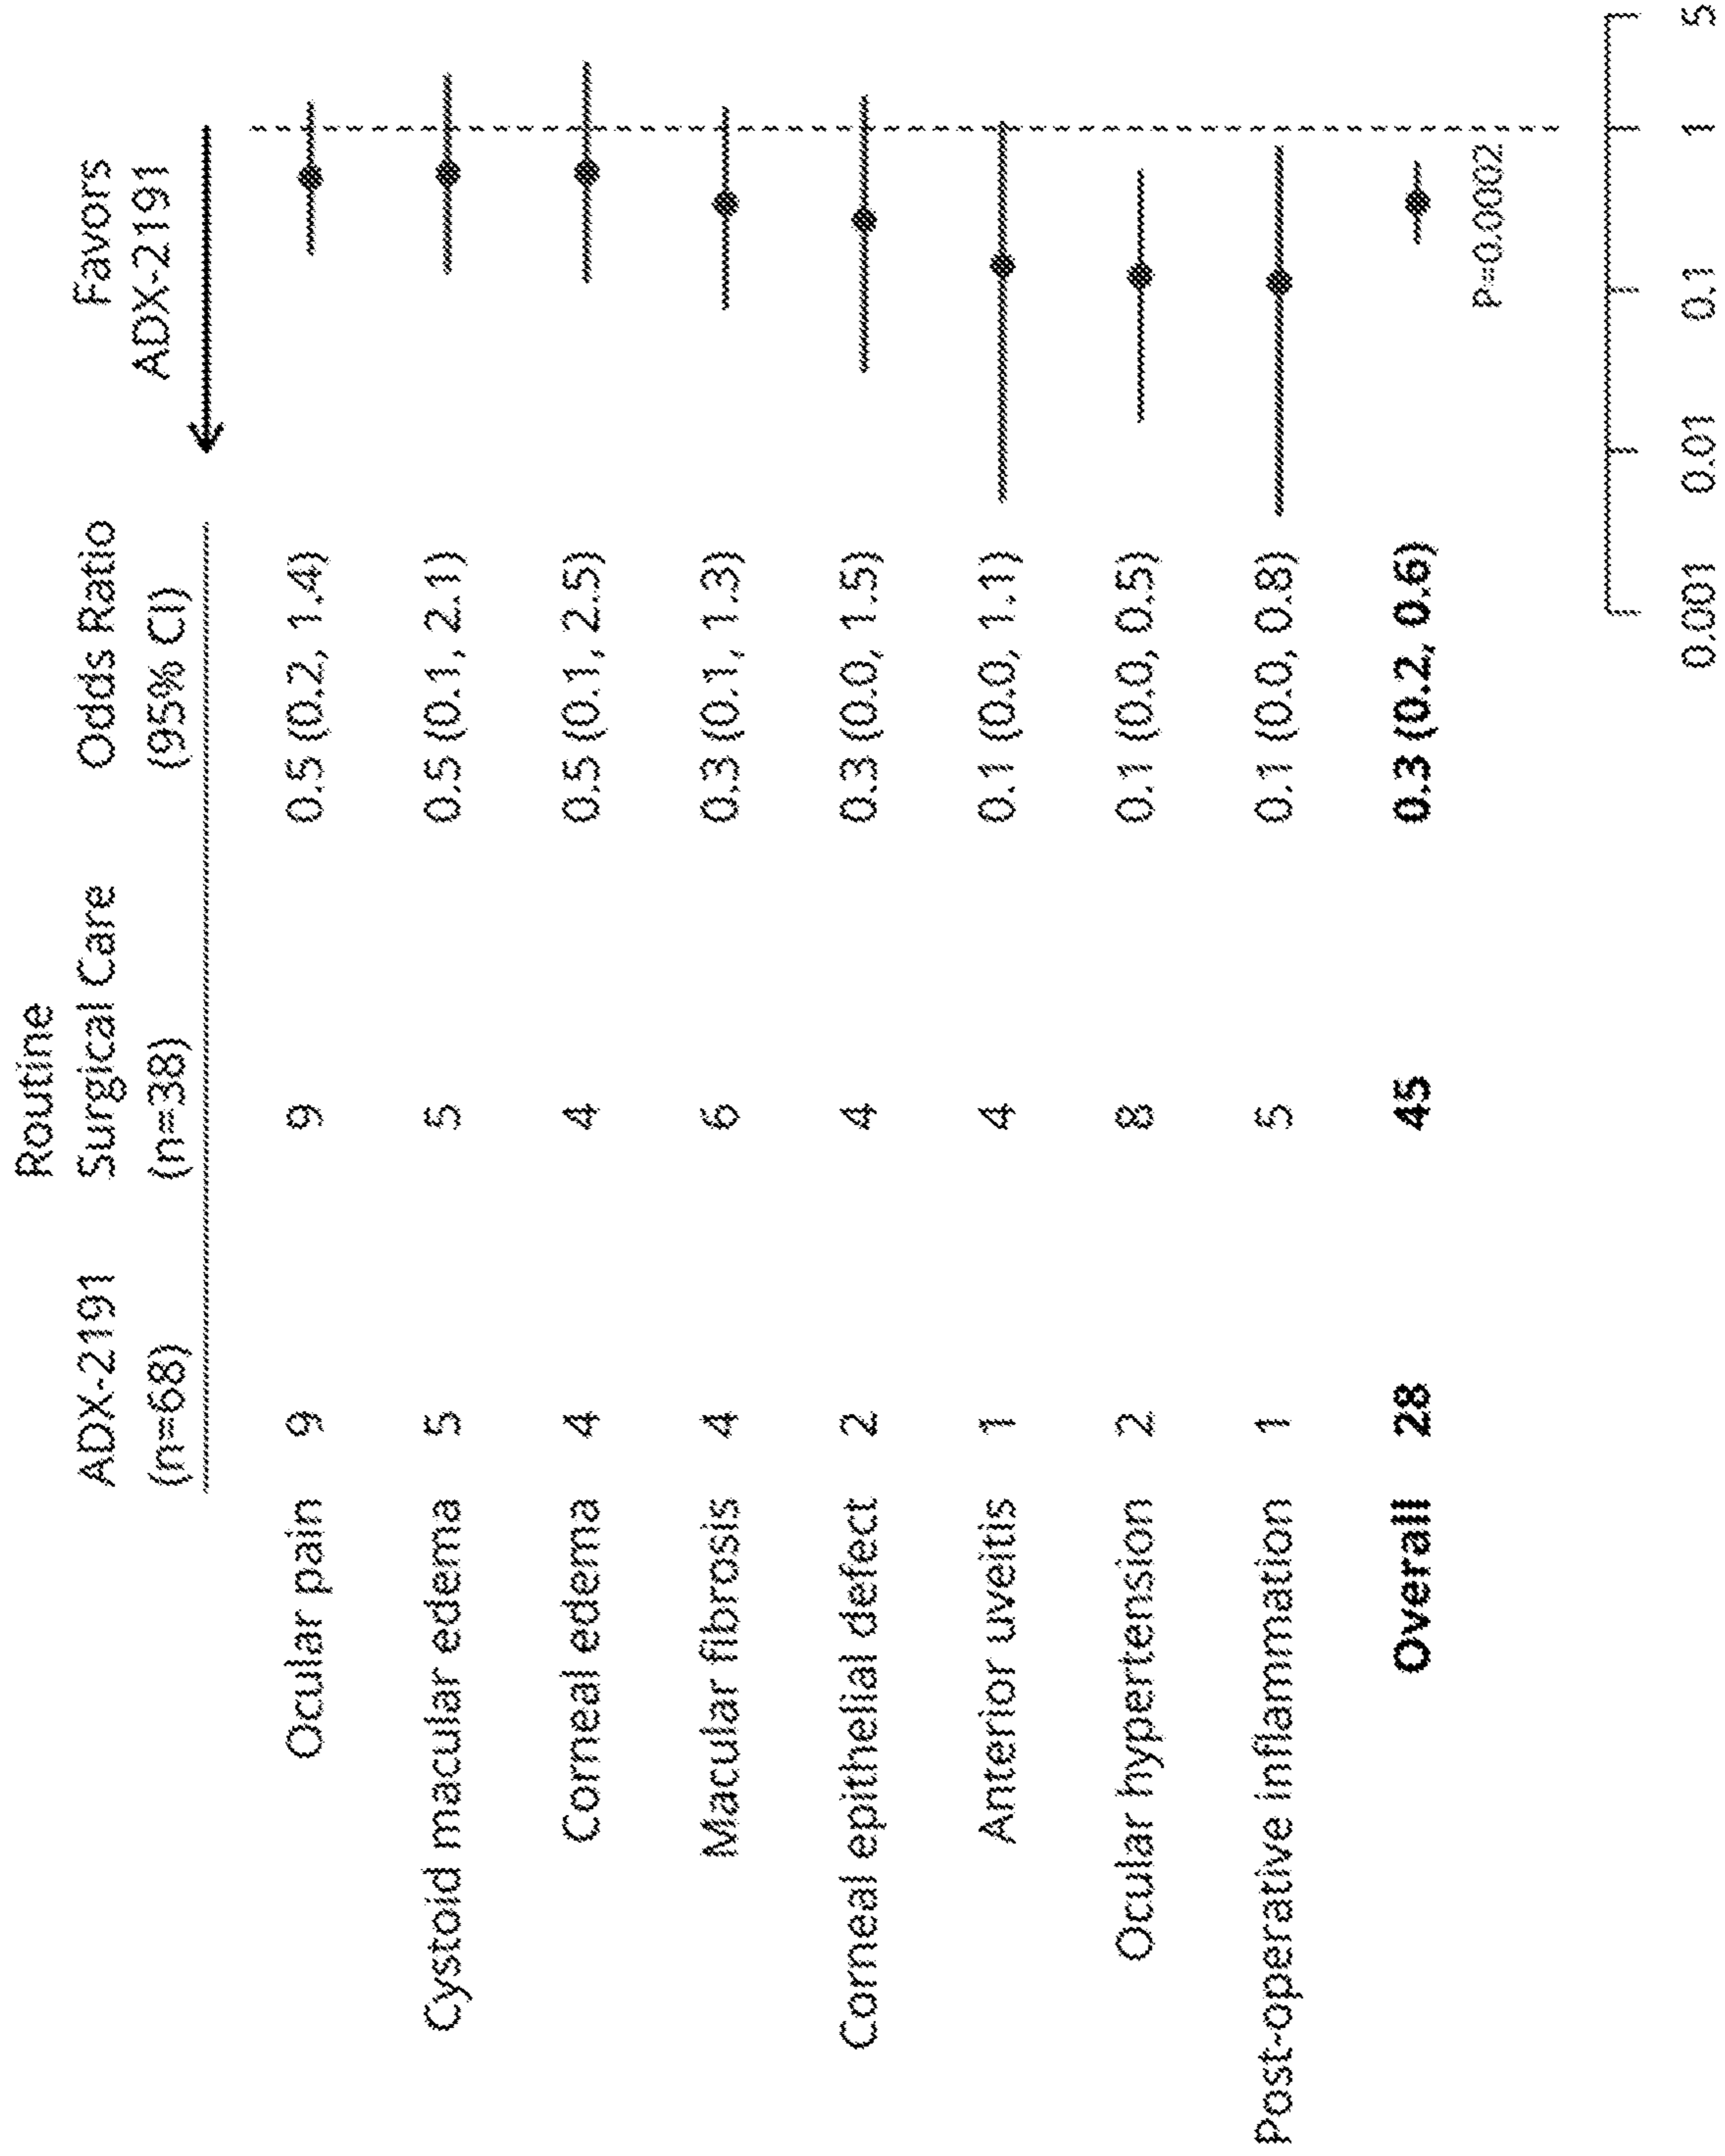 Routine
ADX-2191 Surgical Care Odds Ratio Favors
(n=68) (n=38) (95% CI) ADX-2191
Ocular pain 9 9 0.5 (0.2, 1.4)
Cystoid macular edema 5 5 0.5 (0.1, 2.1)
Corneal edema 4 4 0.5 (0.1, 2.5)
Macular fibrosis 4 6 0.3 (0.1, 1.3)
Corneal epithelial defect 2 4 0.3 (0.0, 1.5)
Anterior uveitis 1 4 0.1 (0.0, 1.1)
Ocular hypertension 2 8 0.1 (0.0, 0.5)
Post-operative inflammation 1 5 0.1 (0.0, 0.8)
Overall 28 45 0.3 (0.2, 0.6)
P=0.0002
0.001 0.01 0.1 1 5